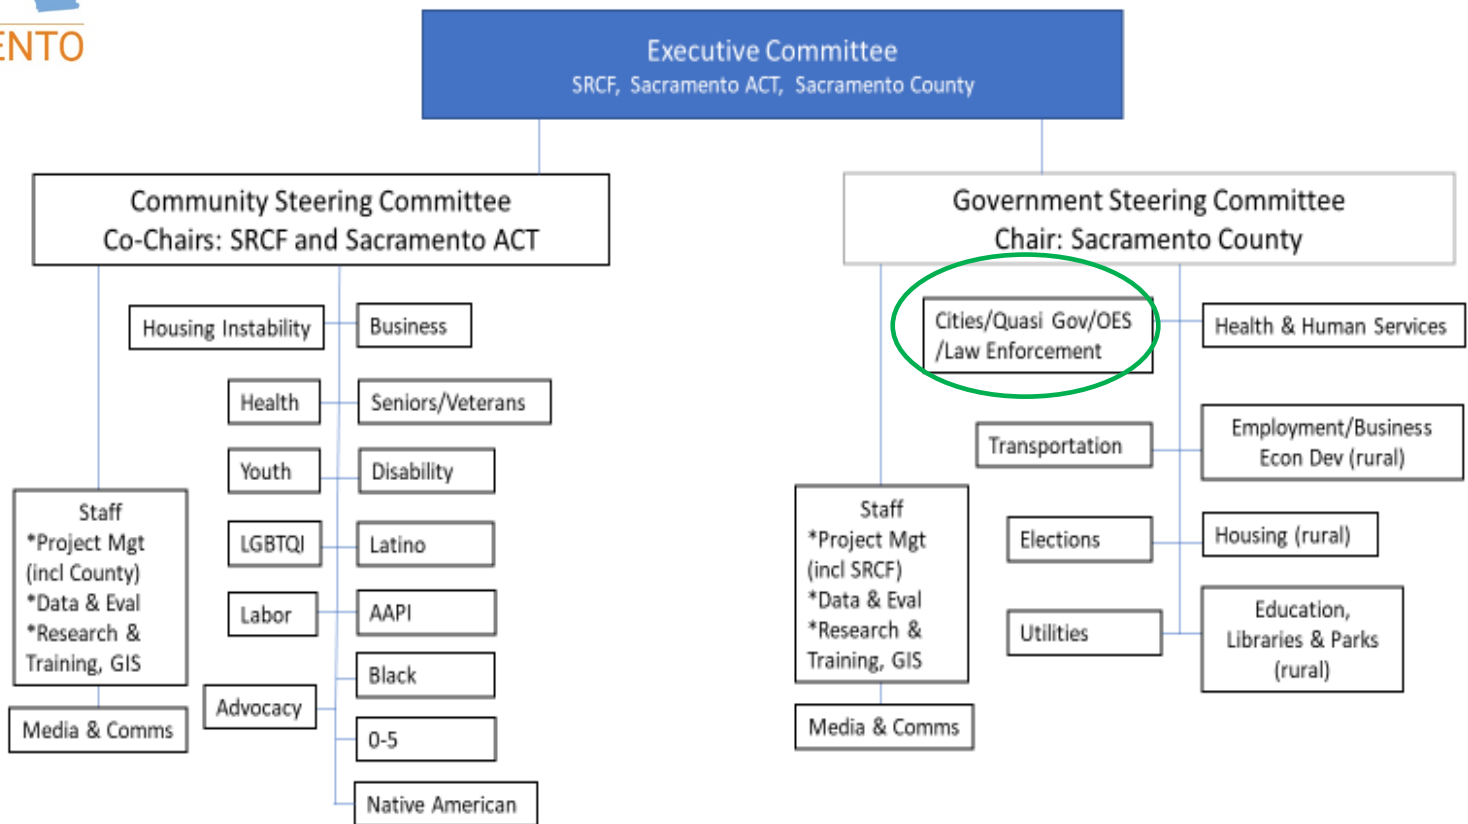 ENTO
Executive Committee
SRCF, Sacramento ACT, Sacramento County
Community Steering Committee
Co-Chairs: SRCF and Sacramento ACT
Housing Instability
Business
Health
Seniors/Veterans
Youth
Disability
LGBTQI
Latino
Labor
AAPI
Black
Advocacy
0-5
Native American
Staff
*Project Mgt
(incl County)
*Data & Eval
*Research &
Training, GIS
Media & Comms
Government Steering Committee
Chair: Sacramento County
Cities/Quasi Gov/OES
/Law Enforcement
Health & Human Services
Transportation
Employment/Business
Econ Dev (rural)
Elections
Housing (rural)
Utilities
Education,
Libraries & Parks
(rural)
Staff
*Project Mgt
(incl SRCF)
*Data & Eval
*Research &
Training, GIS
Media & Comms